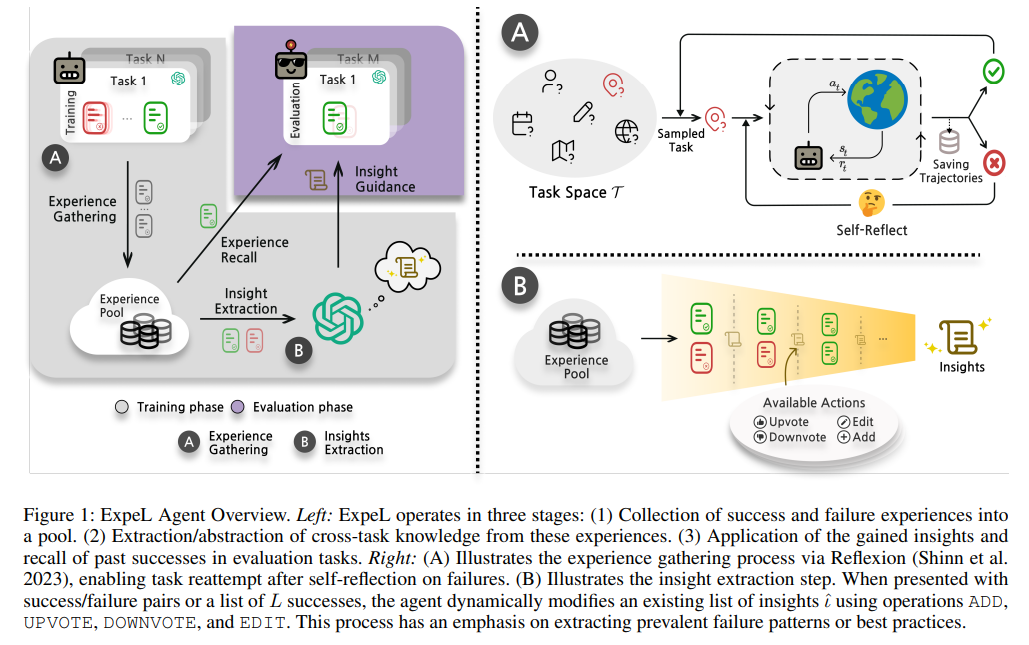 Task N
Task 1
Training
...
A
Experience
Gathering
...
Task M
Task 1
Evaluation
Insight
Guidance
Experience
Recall
Experience
Pool
Insight
Extraction
B
Training phase
Evaluation phase
A
Experience
Gathering
B
Insights
Extraction
A
? ? ? ? ? ?
Task Space 𝒯
Sampled
Task
?
a_t
s_t
r_t
Saving
Trajectories
Self-Reflect
B
Experience
Pool
...
Insights
Available Actions
Upvote
Edit
Downvote
Add
Figure 1: ExpeL Agent Overview. Left: ExpeL operates in three stages: (1) Collection of success and failure experiences into
a pool. (2) Extraction/abstraction of cross-task knowledge from these experiences. (3) Application of the gained insights and
recall of past successes in evaluation tasks. Right: (A) Illustrates the experience gathering process via Reflexion (Shinn et al.
2023), enabling task reattempt after self-reflection on failures. (B) Illustrates the insight extraction step. When presented with
success/failure pairs or a list of L successes, the agent dynamically modifies an existing list of insights ι̂ using operations ADD,
UPVOTE, DOWNVOTE, and EDIT. This process has an emphasis on extracting prevalent failure patterns or best practices.